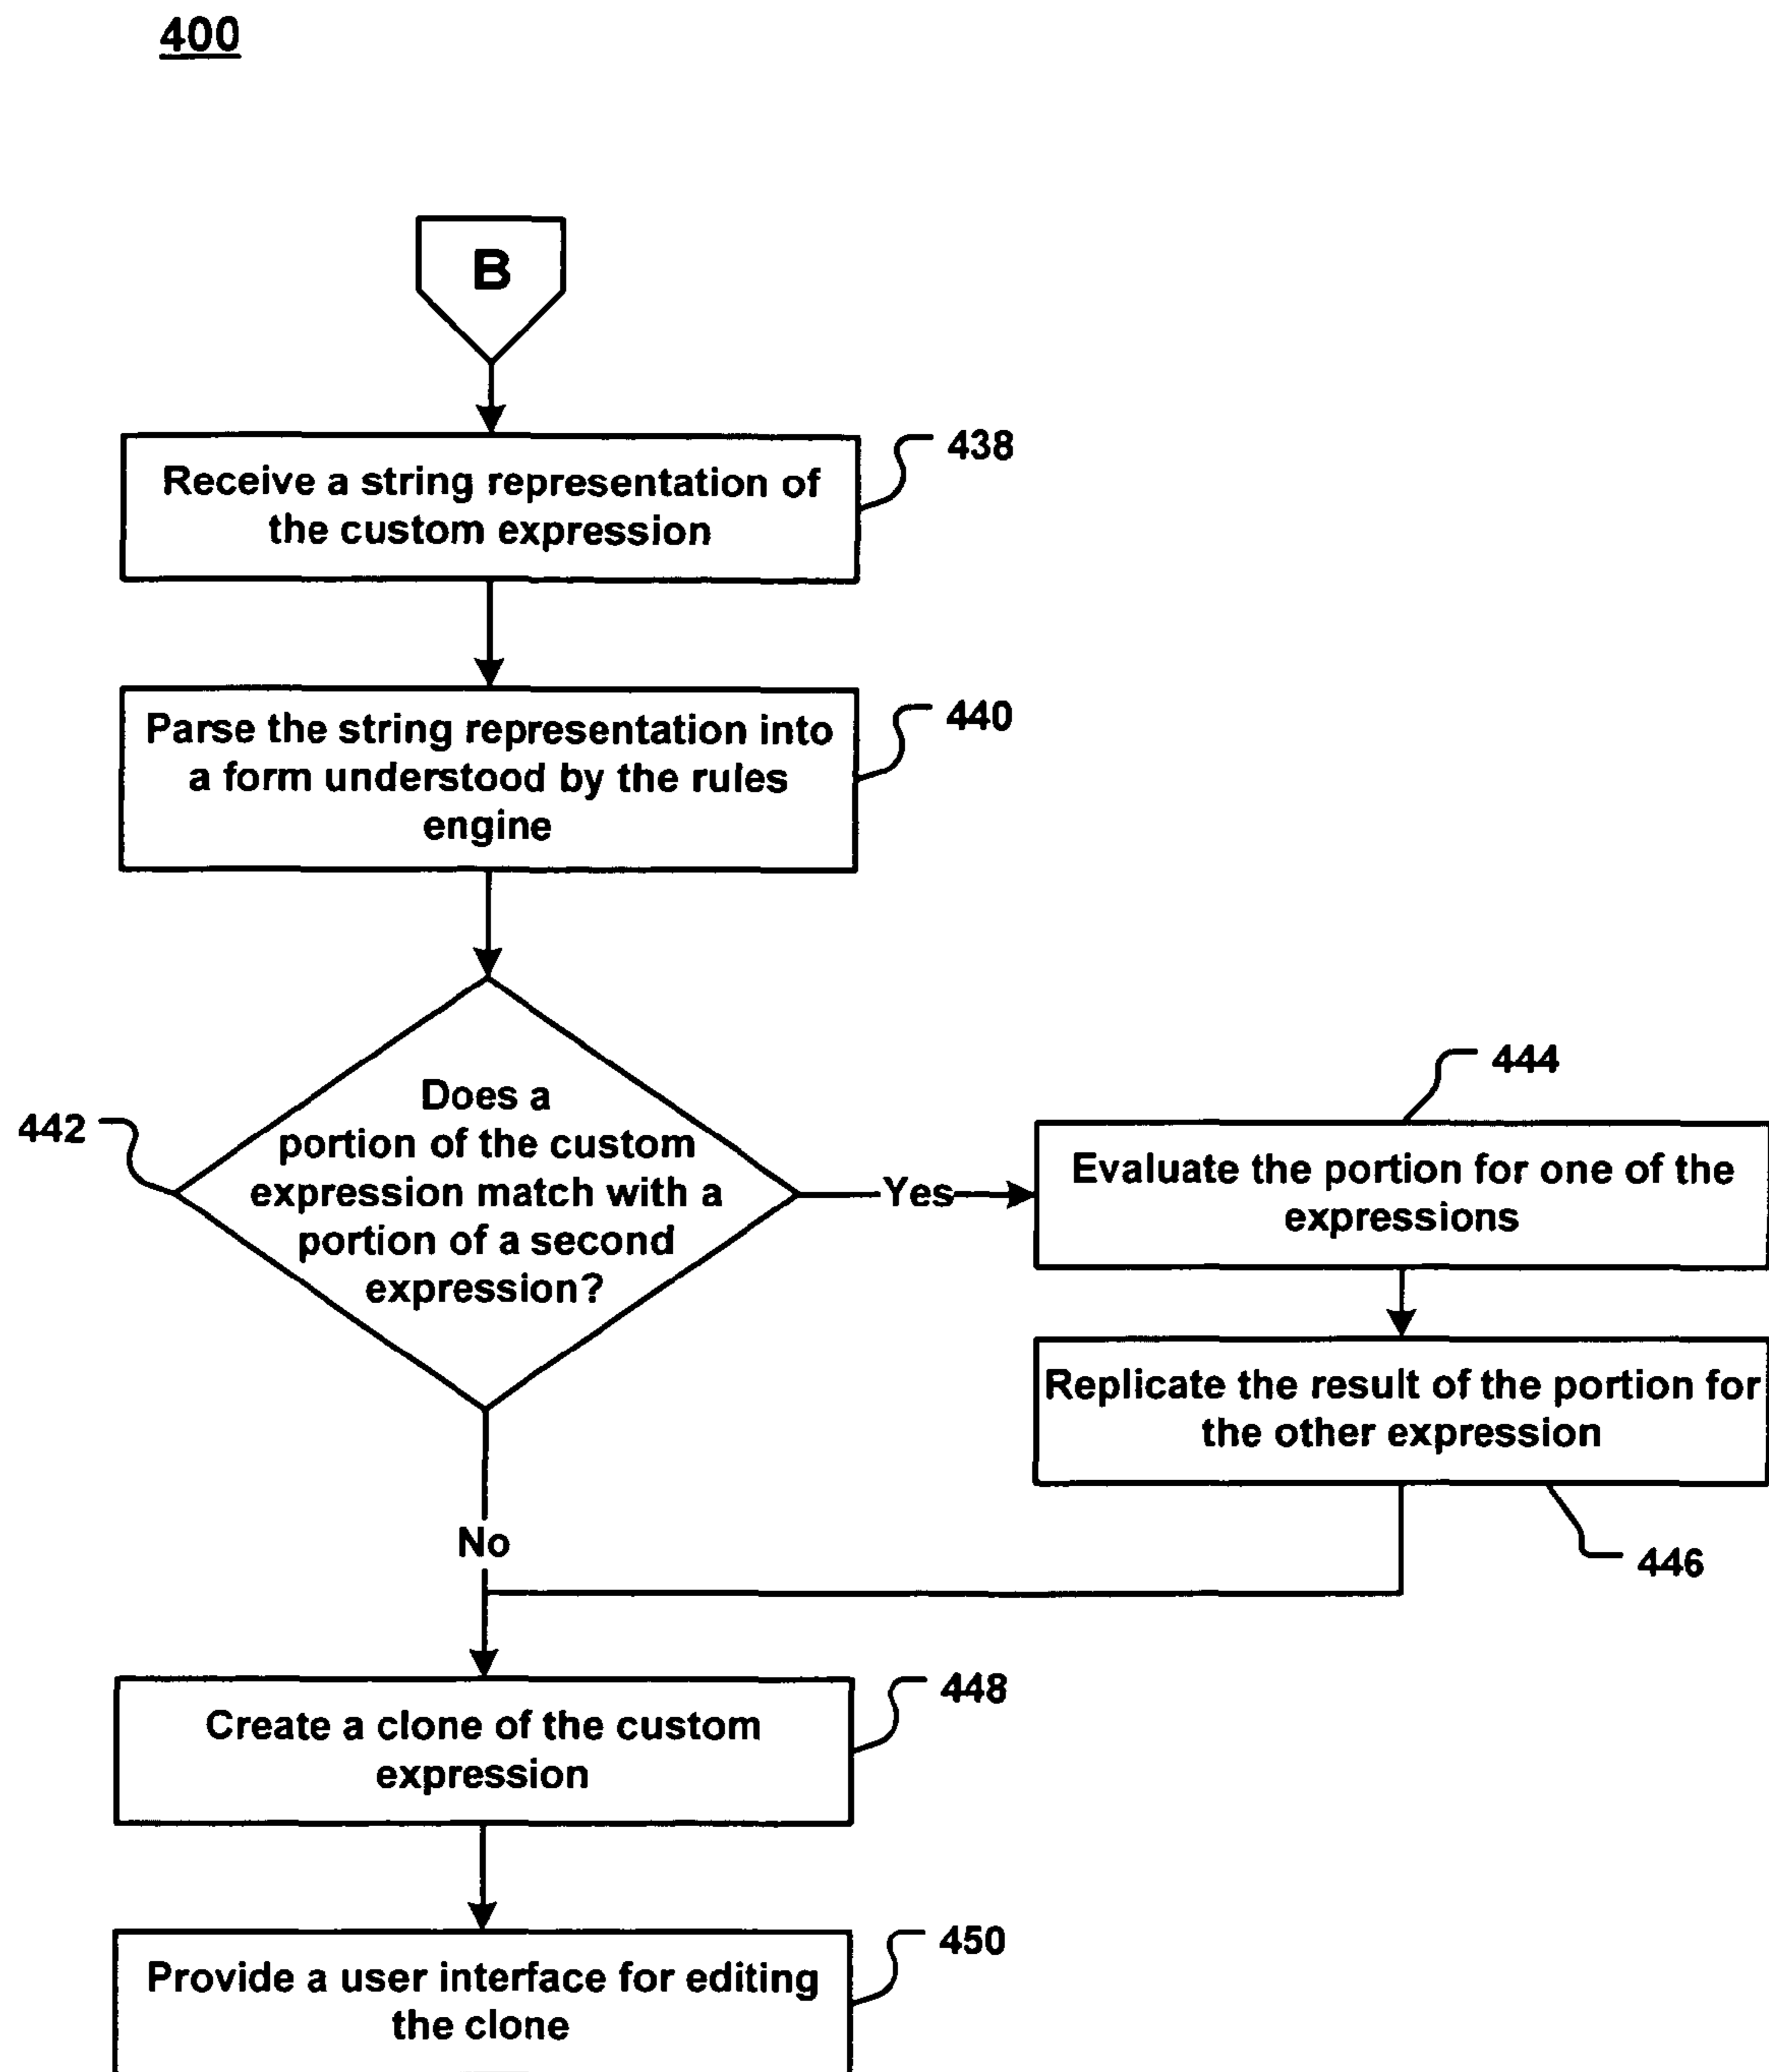 400
B
Receive a string representation of
the custom expression
438
Parse the string representation into
a form understood by the rules
engine
440
Does a
portion of the custom
expression match with a
portion of a second
expression?
442
Yes
444
Evaluate the portion for one of the
expressions
Replicate the result of the portion for
the other expression
446
No
Create a clone of the custom
expression
448
Provide a user interface for editing
the clone
450